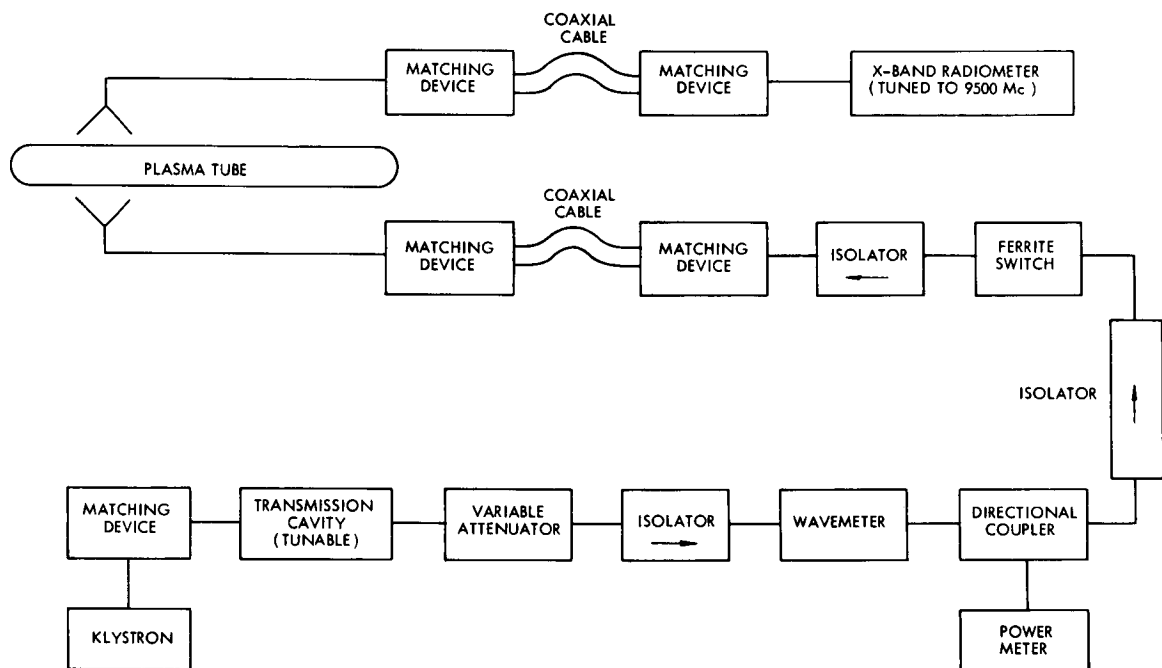 COAXIAL
CABLE
MATCHING
DEVICE
MATCHING
DEVICE
X-BAND RADIOMETER
( TUNED TO 9500 Mc )
PLASMA TUBE
COAXIAL
CABLE
MATCHING
DEVICE
MATCHING
DEVICE
ISOLATOR
FERRITE
SWITCH
ISOLATOR
MATCHING
DEVICE
TRANSMISSION
CAVITY
( TUNABLE )
VARIABLE
ATTENUATOR
ISOLATOR
WAVEMETER
DIRECTIONAL
COUPLER
KLYSTRON
POWER
METER